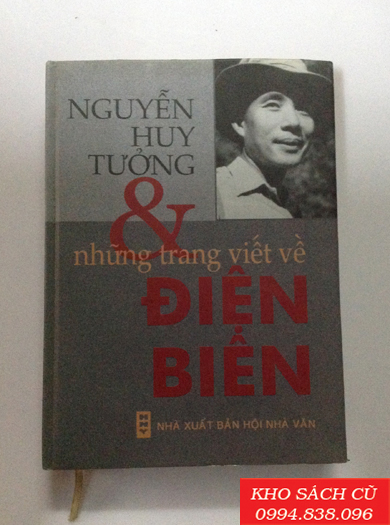 NGUYỄN
HUY
TƯỞNG
&
những trang viết về
ĐIỆN
BIÊN
NHÀ XUẤT BẢN HỘI NHÀ VĂN
KHO SÁCH CŨ
0994.838.096